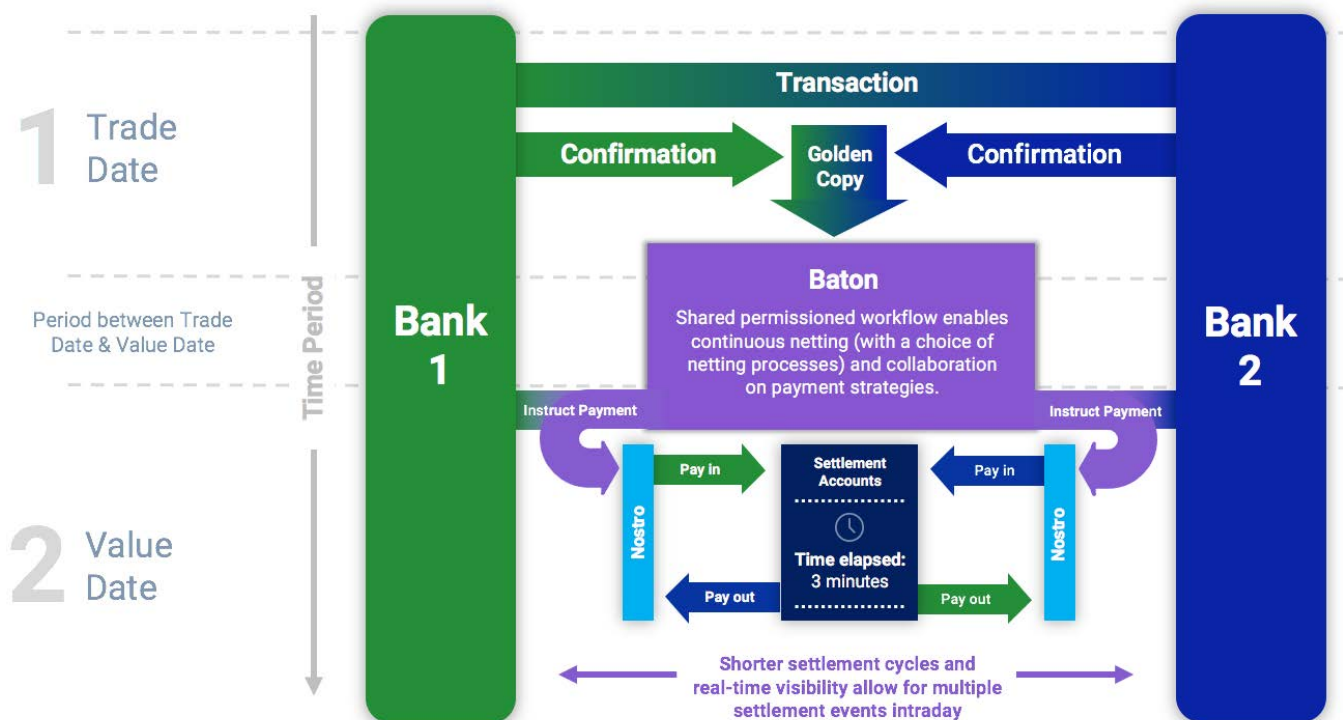 1
Trade
Date
Period between Trade
Date & Value Date
2
Value
Date
Time Period
Bank
1
Bank
2
Transaction
Confirmation
Golden
Copy
Confirmation
Baton
Shared permissioned workflow enables
continuous netting (with a choice of
netting processes) and collaboration
on payment strategies.
Instruct Payment
Instruct Payment
Nostro
Pay in
Settlement
Accounts
Time elapsed:
3 minutes
Pay in
Nostro
Pay out
Pay out
Shorter settlement cycles and
real-time visibility allow for multiple
settlement events intraday